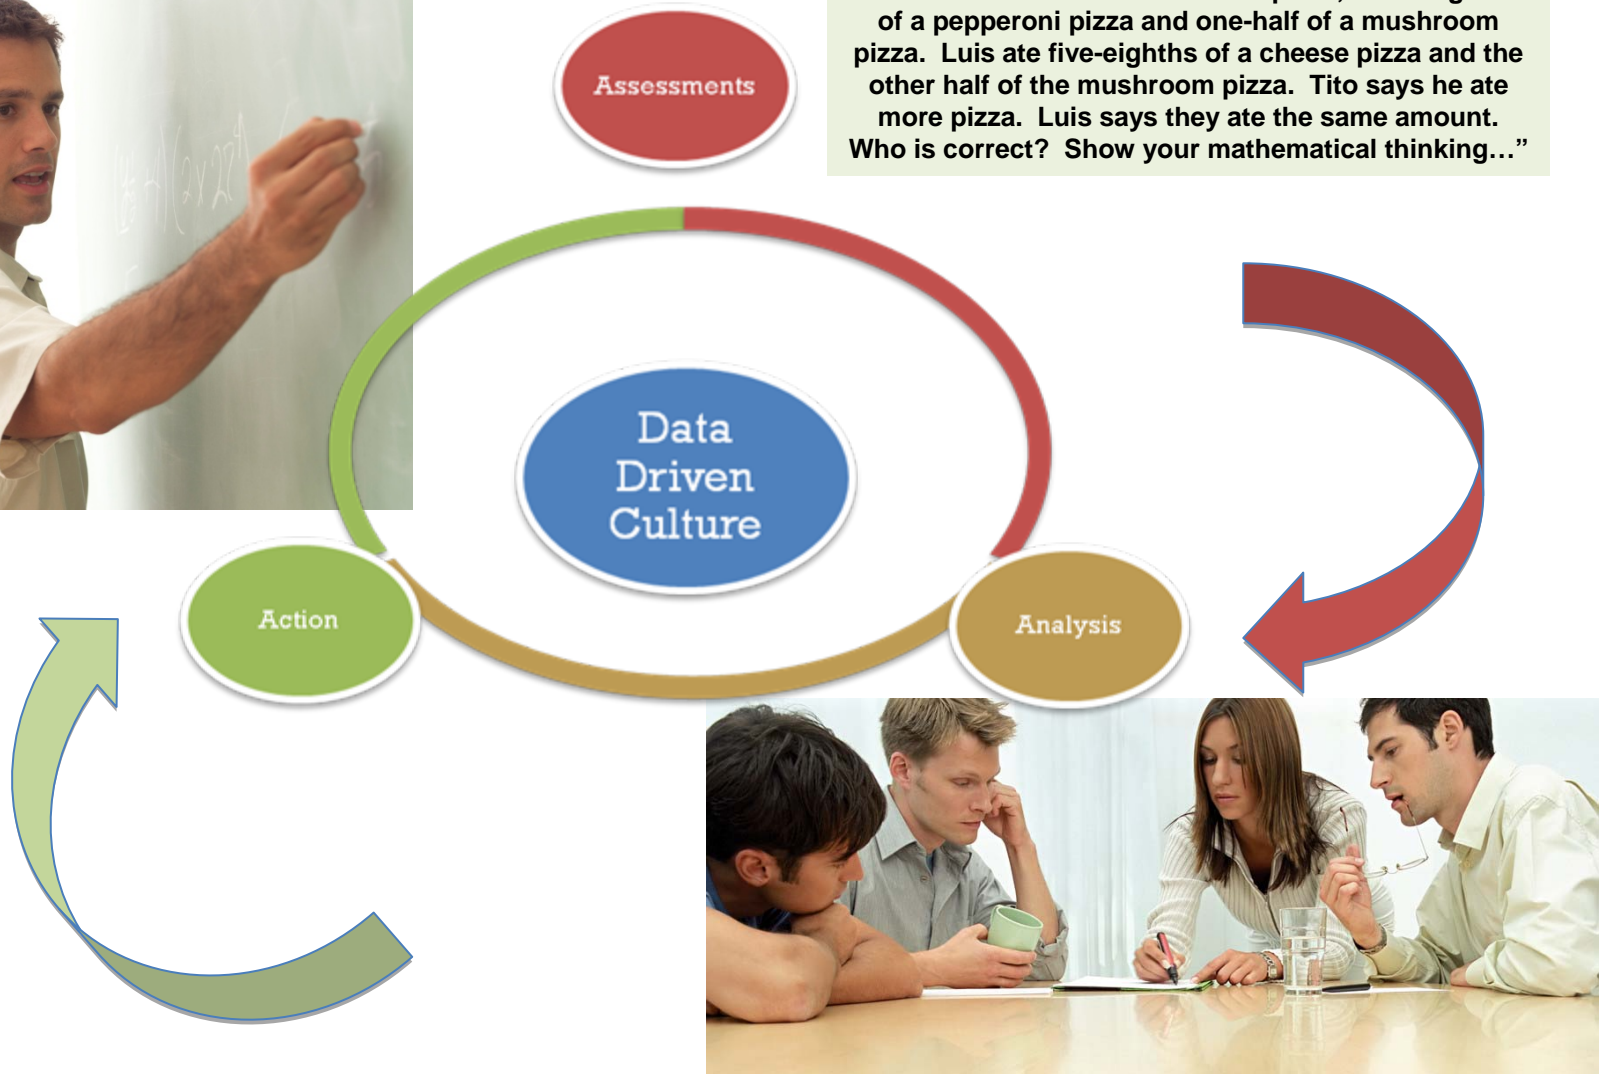 of a pepperoni pizza and one-half of a mushroom
pizza.  Luis ate five-eighths of a cheese pizza and the
other half of the mushroom pizza.  Tito says he ate
more pizza.  Luis says they ate the same amount.
Who is correct?  Show your mathematical thinking…”
Assessments
Data
Driven
Culture
Action
Analysis